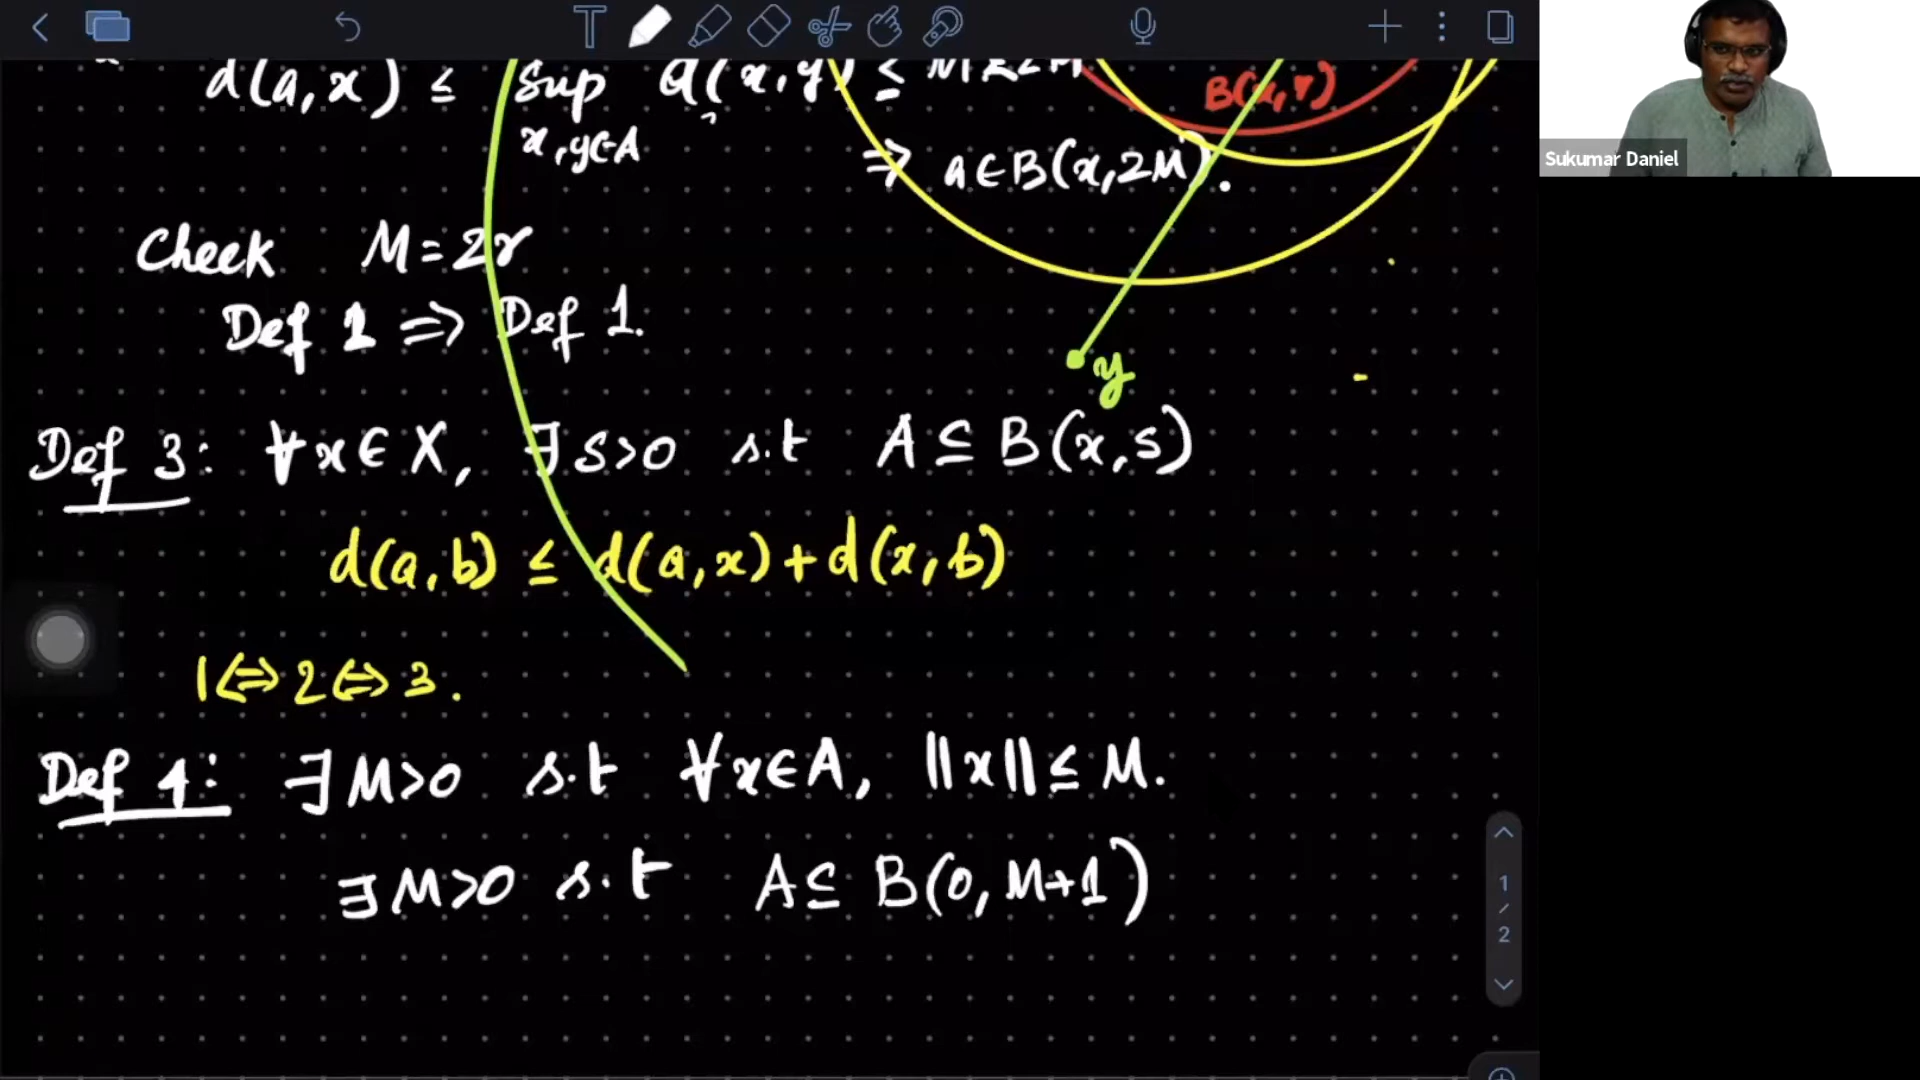 d(a,x) ≤ Sup d(x,y) ≤ M < 2M
x,y∈A
⇒ a∈B(x,2M).
B(x,r)
Sukumar Daniel
Check M=2r
Def 2 ⇒ Def 1.
y
Def 3: ∀x∈X, ∃s>0 s.t A⊆B(x,s)
d(a,b) ≤ d(a,x)+d(x,b)
1⇔2⇔3.
Def 4: ∃M>0 s.t ∀x∈A, ||x||≤M.
∃M>0 s.t A⊆B(0,M+1)
1
/
2